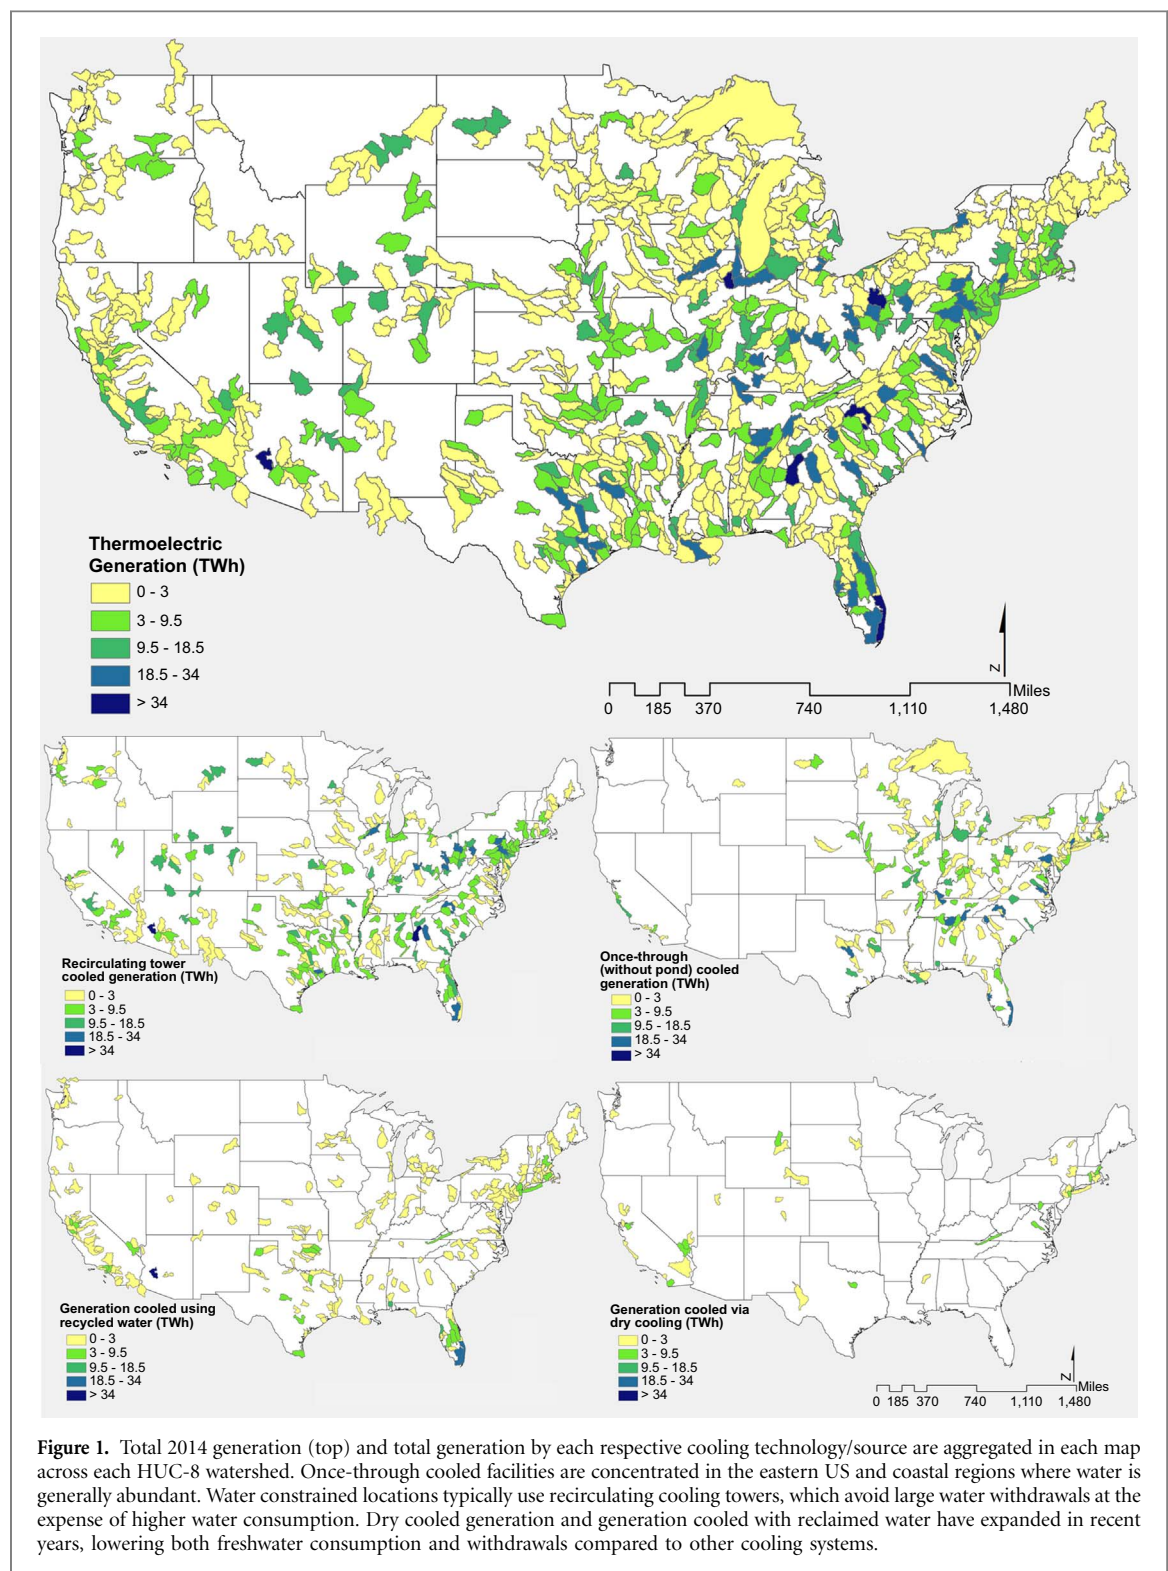 Thermoelectric
Generation (TWh)
0 - 3
3 - 9.5
9.5 - 18.5
18.5 - 34
> 34
N
Miles
0 185 370 740 1,110 1,480
Recirculating tower
cooled generation (TWh)
0 - 3
3 - 9.5
9.5 - 18.5
18.5 - 34
> 34
Once-through
(without pond) cooled
generation (TWh)
0 - 3
3 - 9.5
9.5 - 18.5
18.5 - 34
> 34
Generation cooled using
recycled water (TWh)
0 - 3
3 - 9.5
9.5 - 18.5
18.5 - 34
> 34
Generation cooled via
dry cooling (TWh)
0 - 3
3 - 9.5
9.5 - 18.5
18.5 - 34
> 34
N
Miles
0 185 370 740 1,110 1,480
Figure 1. Total 2014 generation (top) and total generation by each respective cooling technology/source are aggregated in each map
across each HUC-8 watershed. Once-through cooled facilities are concentrated in the eastern US and coastal regions where water is
generally abundant. Water constrained locations typically use recirculating cooling towers, which avoid large water withdrawals at the
expense of higher water consumption. Dry cooled generation and generation cooled with reclaimed water have expanded in recent
years, lowering both freshwater consumption and withdrawals compared to other cooling systems.